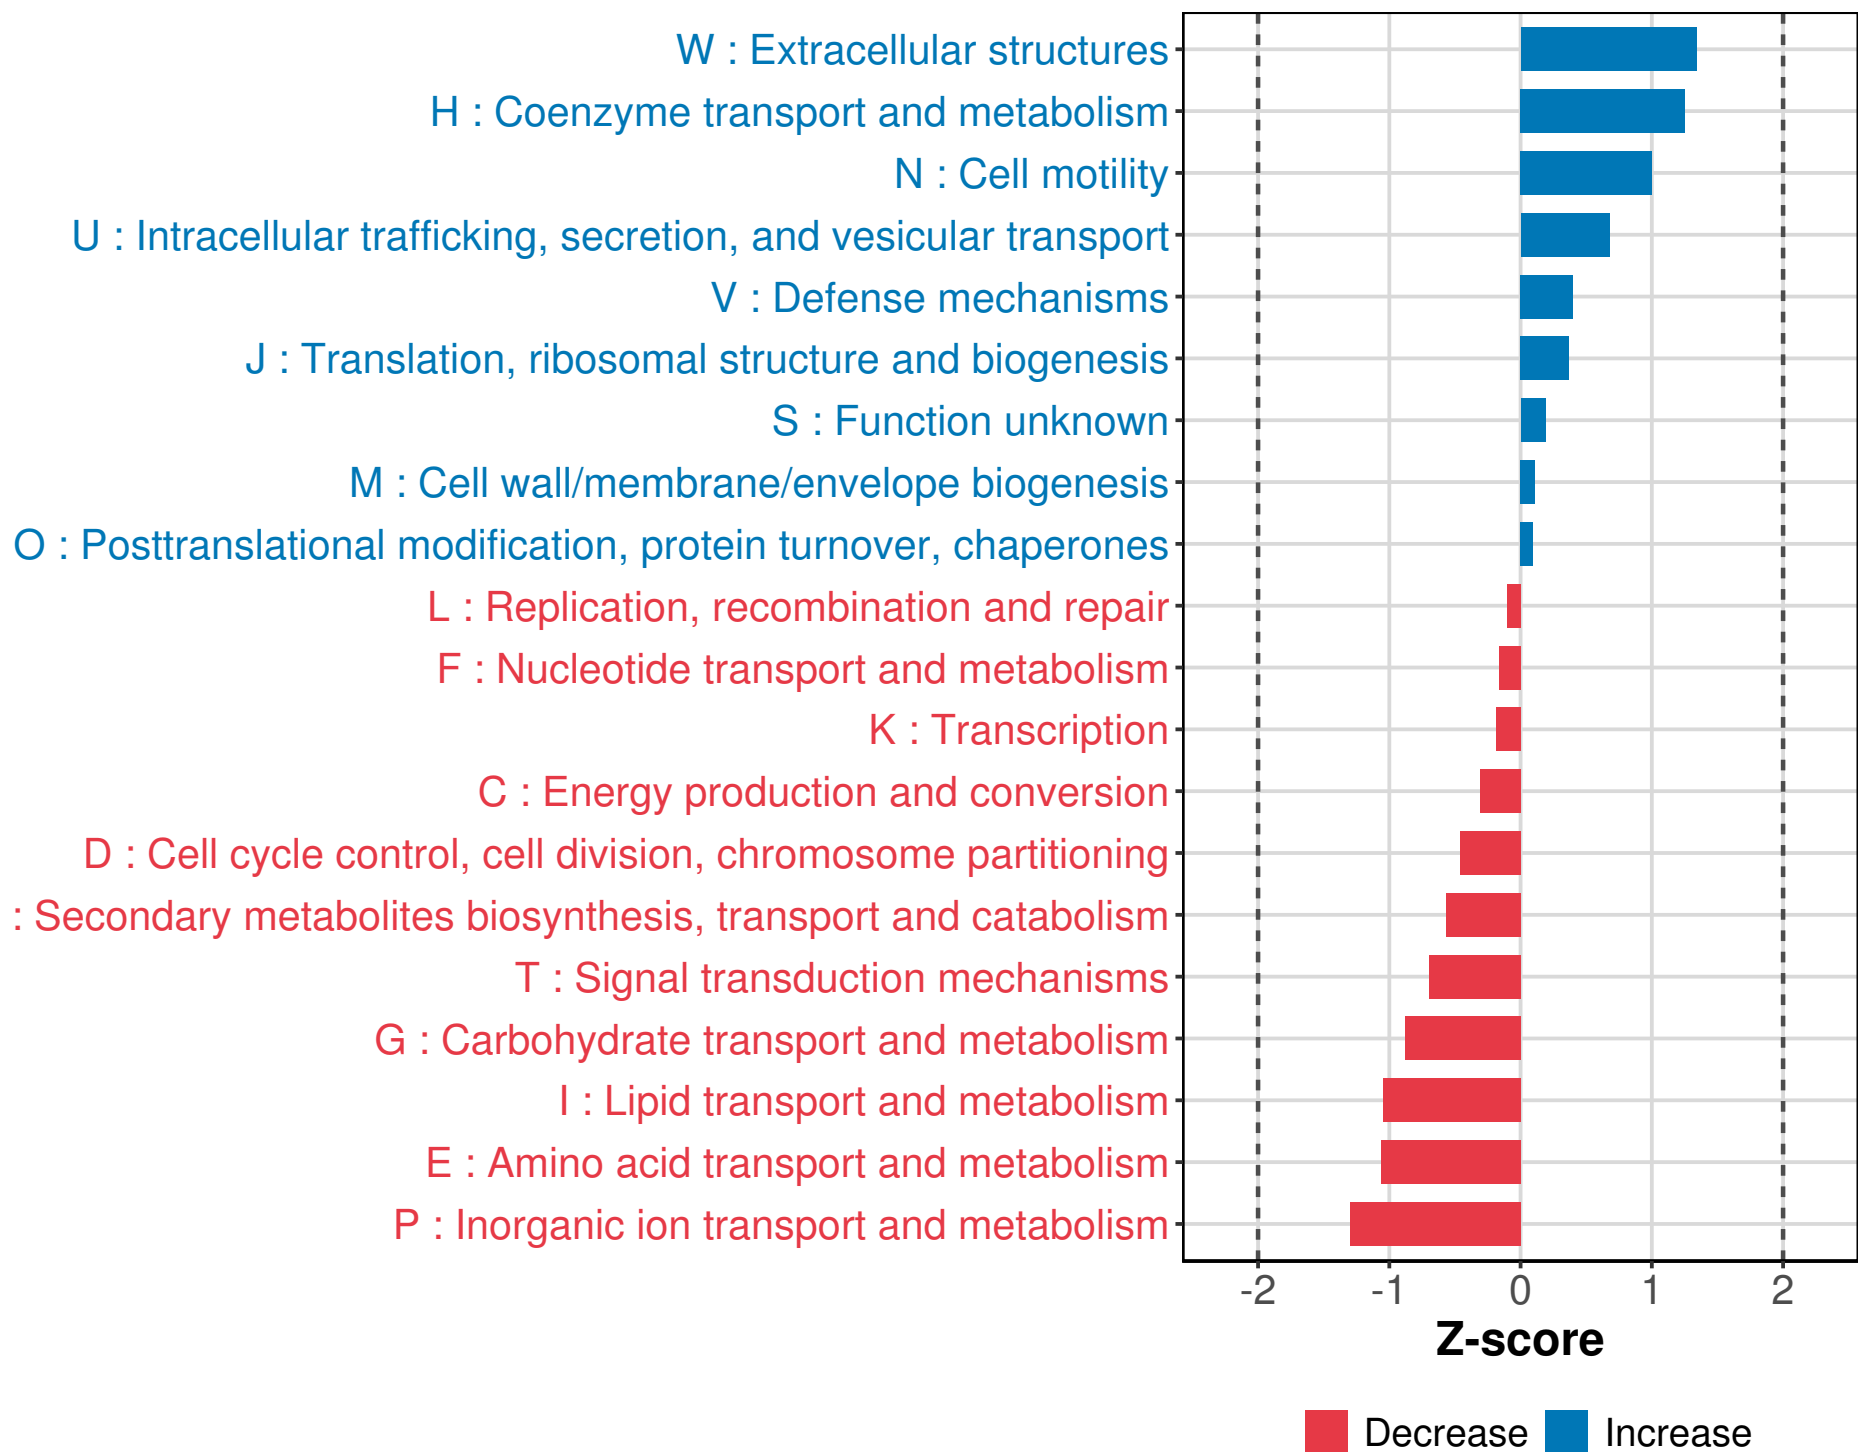 W : Extracellular structures
H : Coenzyme transport and metabolism
N : Cell motility
U : Intracellular trafficking, secretion, and vesicular transport
V : Defense mechanisms
J : Translation, ribosomal structure and biogenesis
S : Function unknown
M : Cell wall/membrane/envelope biogenesis
O : Posttranslational modification, protein turnover, chaperones
L : Replication, recombination and repair
F : Nucleotide transport and metabolism
K : Transcription
C : Energy production and conversion
D : Cell cycle control, cell division, chromosome partitioning
: Secondary metabolites biosynthesis, transport and catabolism
T : Signal transduction mechanisms
G : Carbohydrate transport and metabolism
I : Lipid transport and metabolism
E : Amino acid transport and metabolism
P : Inorganic ion transport and metabolism
-2 -1 0 1 2
Z-score
Decrease Increase